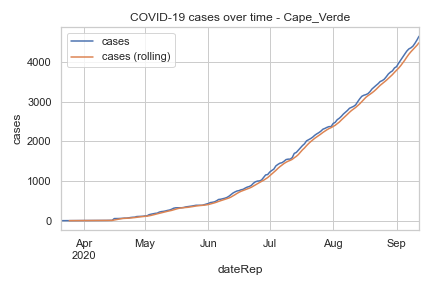 COVID-19 cases over time - Cape_Verde
cases
cases (rolling)
4000
3000
2000
1000
0
cases
Apr May Jun Jul Aug Sep
2020
dateRep